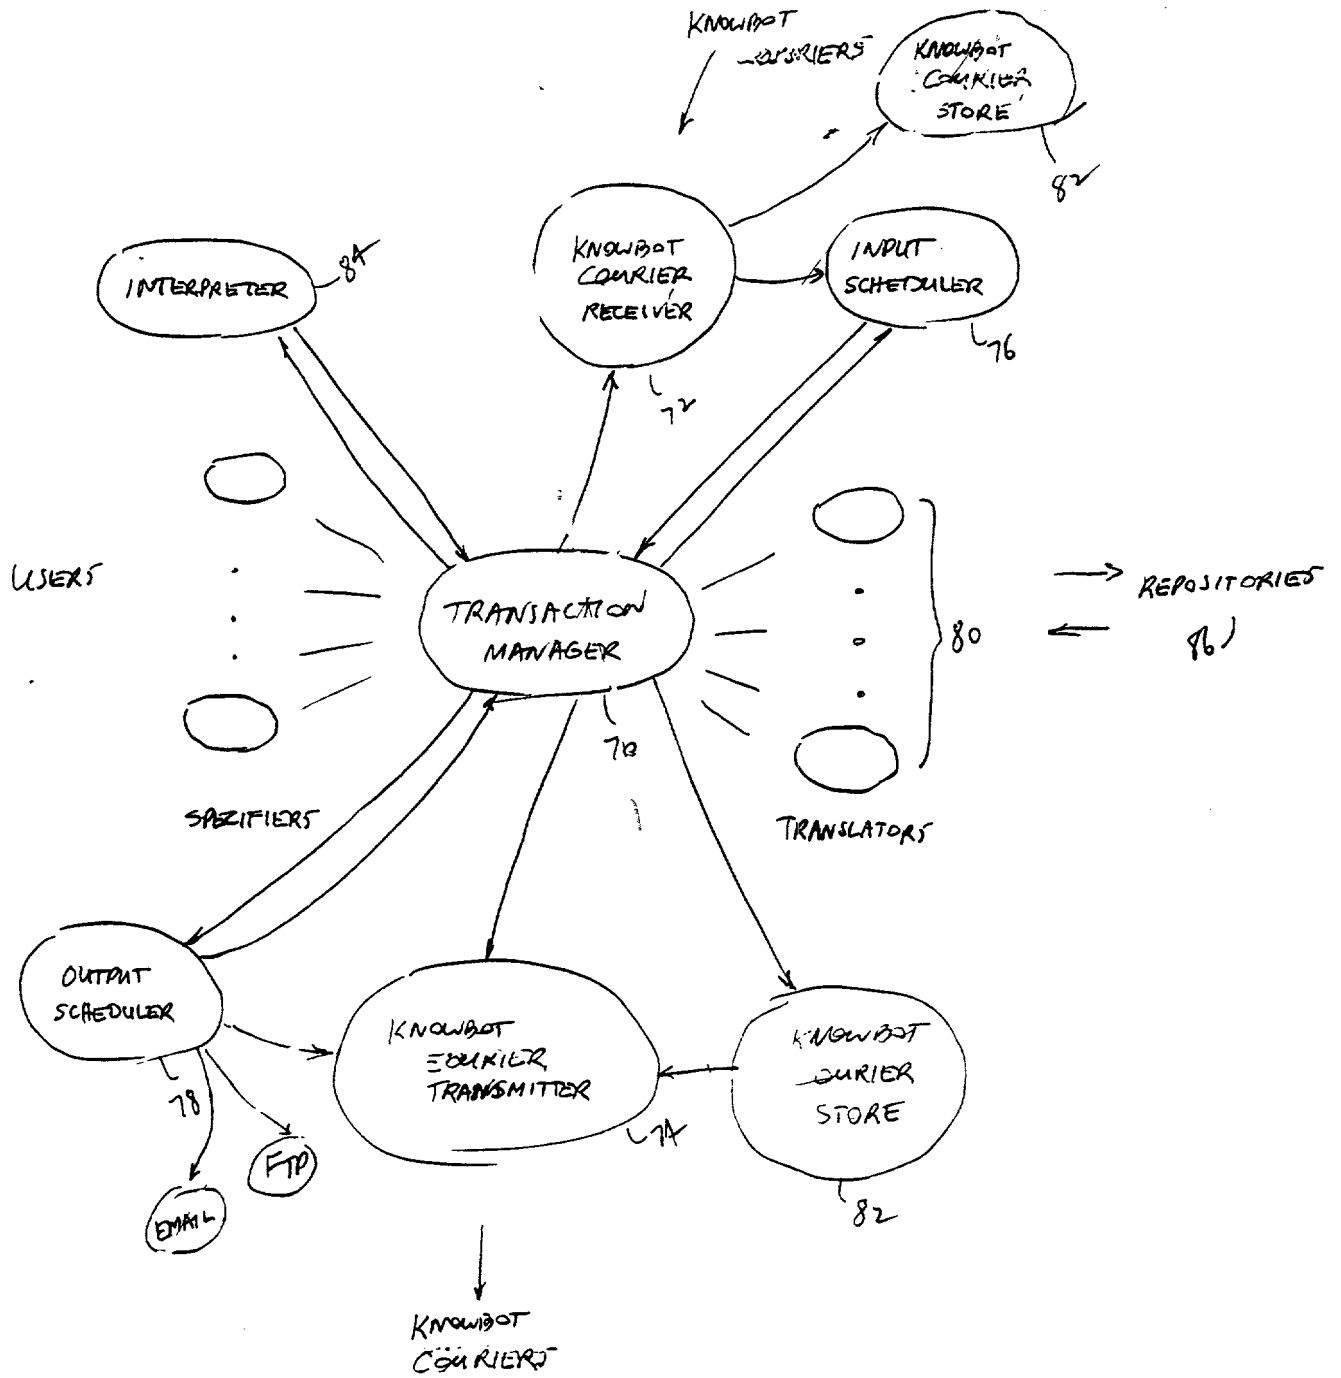 KNOWBOT
COURIERS
KNOWBOT
COURIER
STORE
82
INTERPRETER
84
KNOWBOT
COURIER
RECEIVER
72
INPUT
SCHEDULER
76
USERS
TRANSACTION
MANAGER
70
80
REPOSITORIES
86
SPECIFIERS
TRANSLATORS
OUTPUT
SCHEDULER
78
KNOWBOT
COURIER
TRANSMITTER
74
KNOWBOT
COURIER
STORE
82
FTP
EMAIL
KNOWBOT
COURIERS